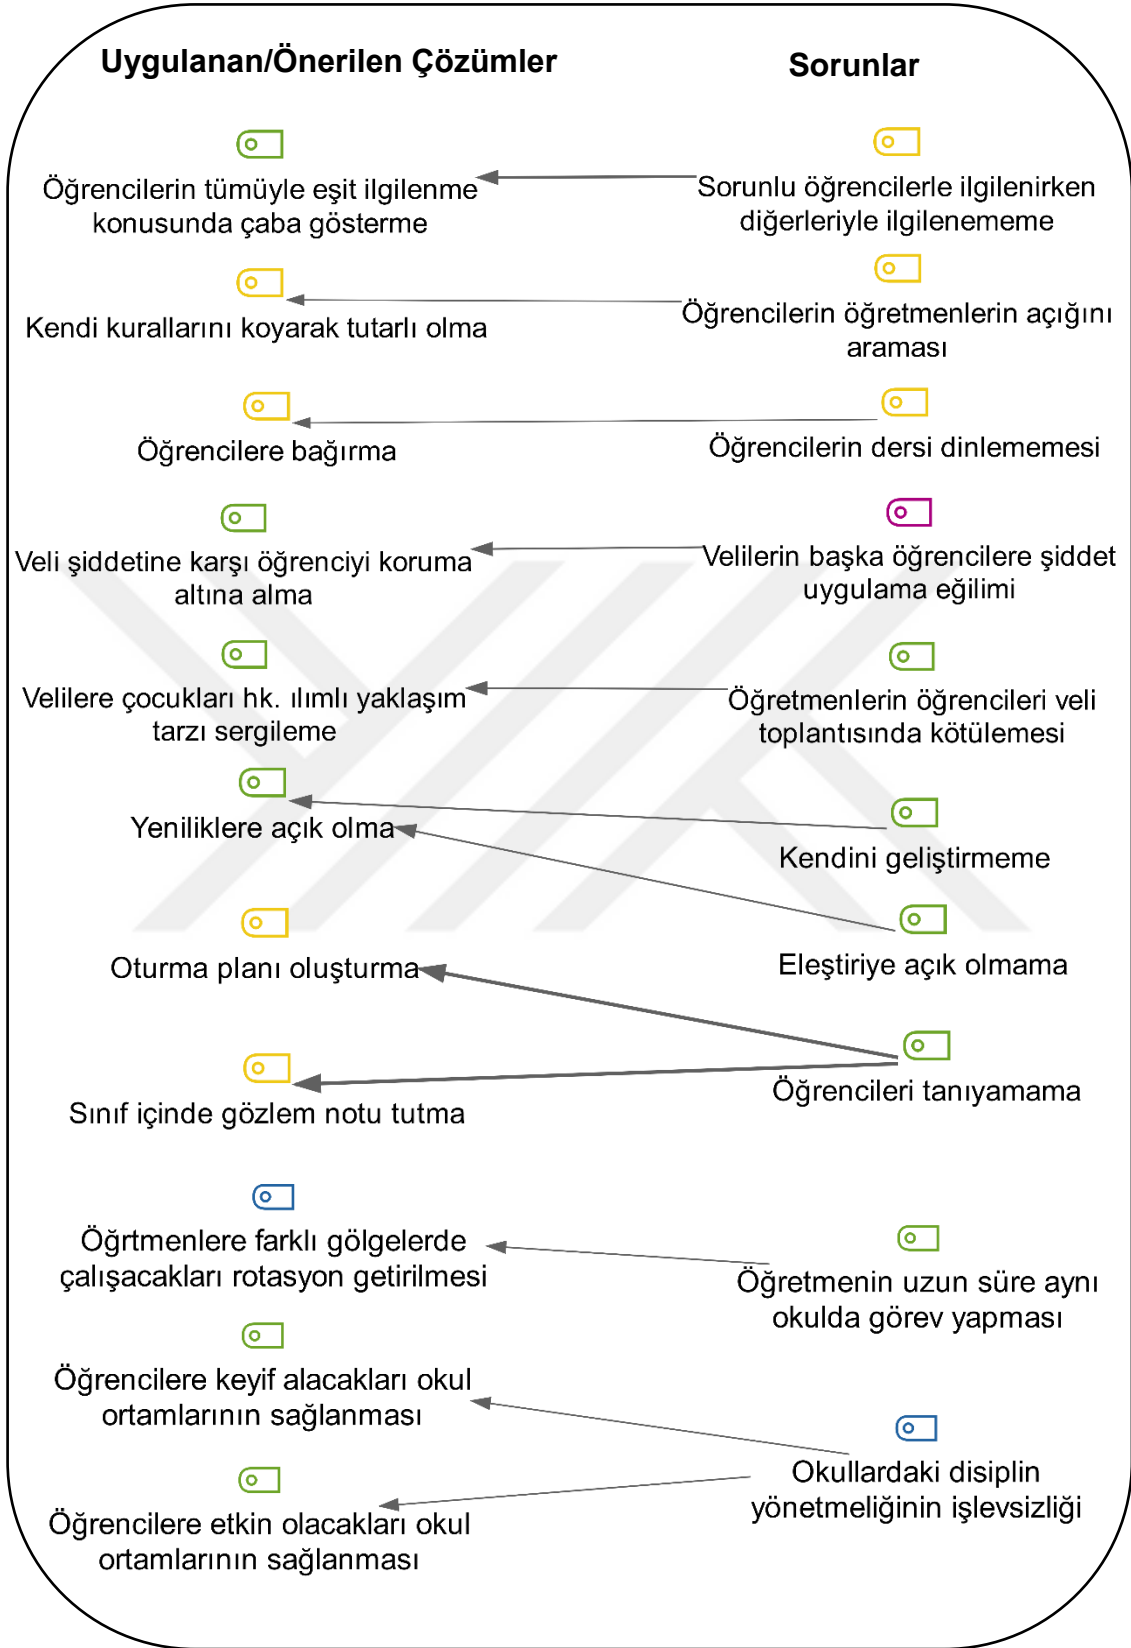 Uygulanan/Önerilen Çözümler
Sorunlar
Öğrencilerin tümüyle eşit ilgilenme
konusunda çaba gösterme
Sorunlu öğrencilerle ilgilenirken
diğerleriyle ilgilenememe
Kendi kurallarını koyarak tutarlı olma
Öğrencilerin öğretmenlerin açığını
araması
Öğrencilere bağırma
Öğrencilerin dersi dinlememesi
Veli şiddetine karşı öğrenciyi koruma
altına alma
Velilerin başka öğrencilere şiddet
uygulama eğilimi
Velilere çocukları hk. ılımlı yaklaşım
tarzı sergileme
Öğretmenlerin öğrencileri veli
toplantısında kötülemesi
Yeniliklere açık olma
Kendini geliştirmeme
Oturma planı oluşturma
Eleştiriye açık olmama
Sınıf içinde gözlem notu tutma
Öğrencileri tanıyamama
Öğrtmenlere farklı gölgelerde
çalışacakları rotasyon getirilmesi
Öğretmenin uzun süre aynı
okulda görev yapması
Öğrencilere keyif alacakları okul
ortamlarının sağlanması
Okullardaki disiplin
yönetmeliğinin işlevsizliği
Öğrencilere etkin olacakları okul
ortamlarının sağlanması